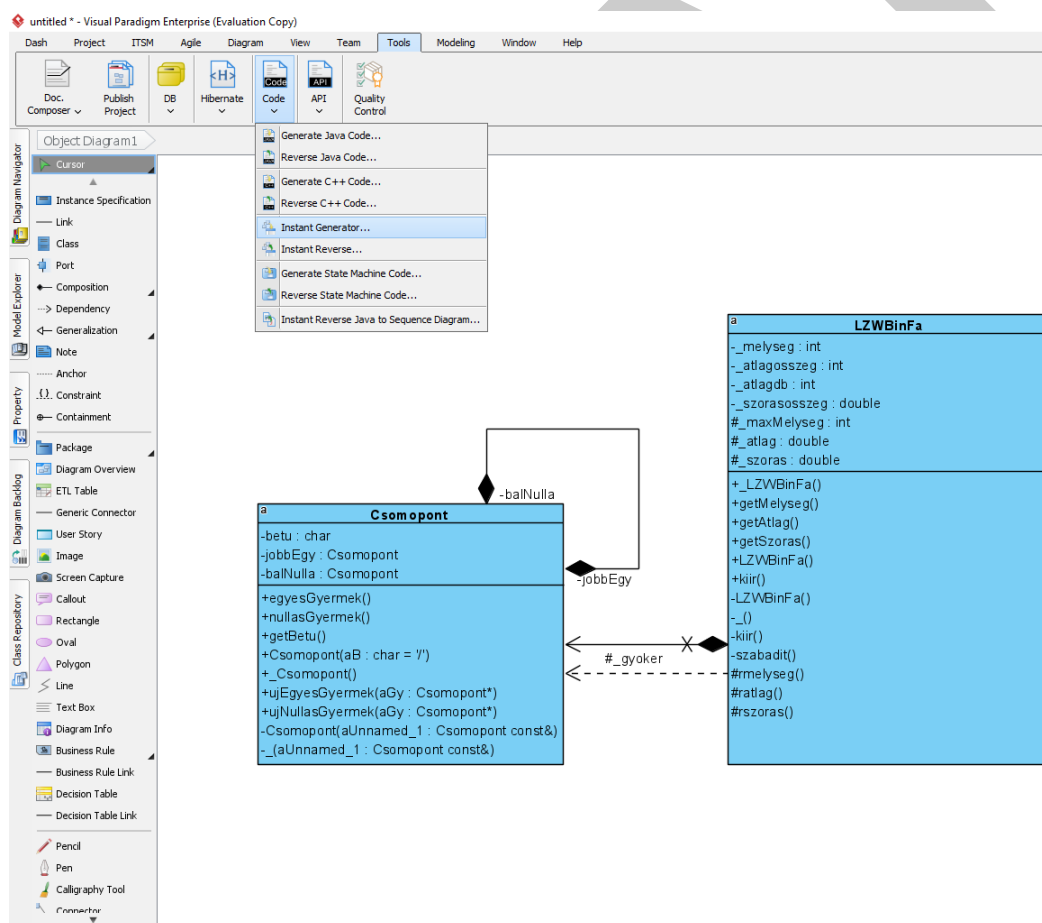 untitled * - Visual Paradigm Enterprise (Evaluation Copy)
Dash Project ITSM Agile Diagram View Team Tools Modeling Window Help
Doc. Composer
Publish Project
DB
Hibernate
Code
API
Quality Control
Object Diagram1
Diagram Navigator
Model Explorer
Property
Diagram Backlog
Class Repository
Cursor
Instance Specification
Link
Class
Port
Composition
Dependency
Generalization
Note
Anchor
Constraint
Containment
Package
Diagram Overview
ETL Table
Generic Connector
User Story
Image
Screen Capture
Callout
Rectangle
Oval
Polygon
Line
Text Box
Diagram Info
Business Rule
Business Rule Link
Decision Table
Decision Table Link
Pencil
Pen
Calligraphy Tool
Connector
Generate Java Code...
Reverse Java Code...
Generate C++ Code...
Reverse C++ Code...
Instant Generator...
Instant Reverse...
Generate State Machine Code...
Reverse State Machine Code...
Instant Reverse Java to Sequence Diagram...
-balNulla
a
Csomopont
-betu : char
-jobbEgy : Csomopont
-balNulla : Csomopont
+egyesGyermek()
+nullasGyermek()
+getBetu()
+Csomopont(aB : char = '/')
+_Csomopont()
+ujEgyesGyermek(aGy : Csomopont*)
+ujNullasGyermek(aGy : Csomopont*)
-Csomopont(aUnnamed_1 : Csomopont const&)
-_(aUnnamed_1 : Csomopont const&)
-jobbEgy
#_gyoker
a
LZWBinFa
-_melyseg : int
-_atlagosszeg : int
-_atlagdb : int
-_szorasosszeg : double
#_maxMelyseg : int
#_atlag : double
#_szoras : double
+_LZWBinFa()
+getMelyseg()
+getAtlag()
+getSzoras()
+LZWBinFa()
+kiir()
-LZWBinFa()
-_()
-kiir()
-szabadit()
#rmelyseg()
#ratlag()
#rszoras()